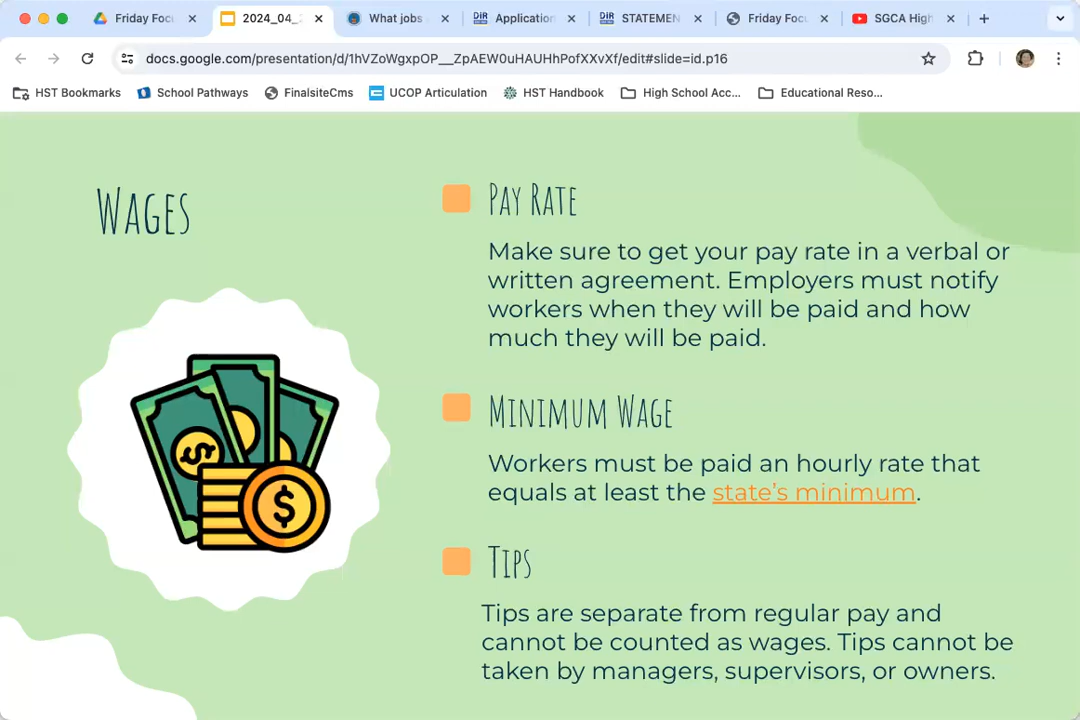 Friday Foc
2024_04_
What jobs
DIR Application
DIR STATEMEN
Friday Foc
SGCA High
docs.google.com/presentation/d/1hVZoWgxpOP__ZpAEW0uHAUHhPofXXvXf/edit#slide=id.p16
HST Bookmarks
School Pathways
FinalsiteCms
UCOP Articulation
HST Handbook
High School Acc...
Educational Reso...
Wages
Pay Rate
Make sure to get your pay rate in a verbal or
written agreement. Employers must notify
workers when they will be paid and how
much they will be paid.
Minimum Wage
Workers must be paid an hourly rate that
equals at least the state's minimum.
Tips
Tips are separate from regular pay and
cannot be counted as wages. Tips cannot be
taken by managers, supervisors, or owners.